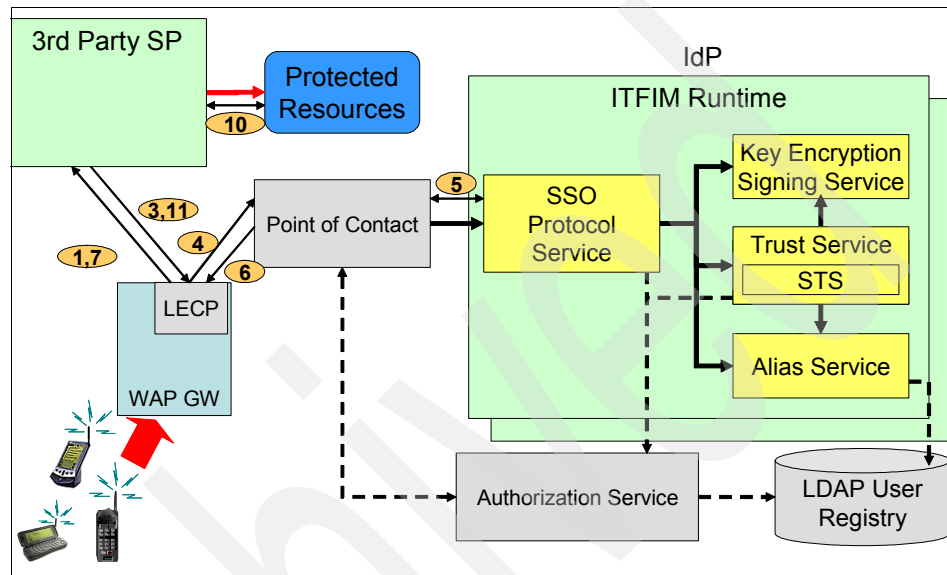 3rd Party SP
Protected
Resources
10
IdP
ITFIM Runtime
Key Encryption
Signing Service
5
SSO
Protocol
Service
Point of Contact
3,11
4
1,7
6
Trust Service
STS
LECP
Alias Service
WAP GW
Authorization Service
LDAP User
Registry